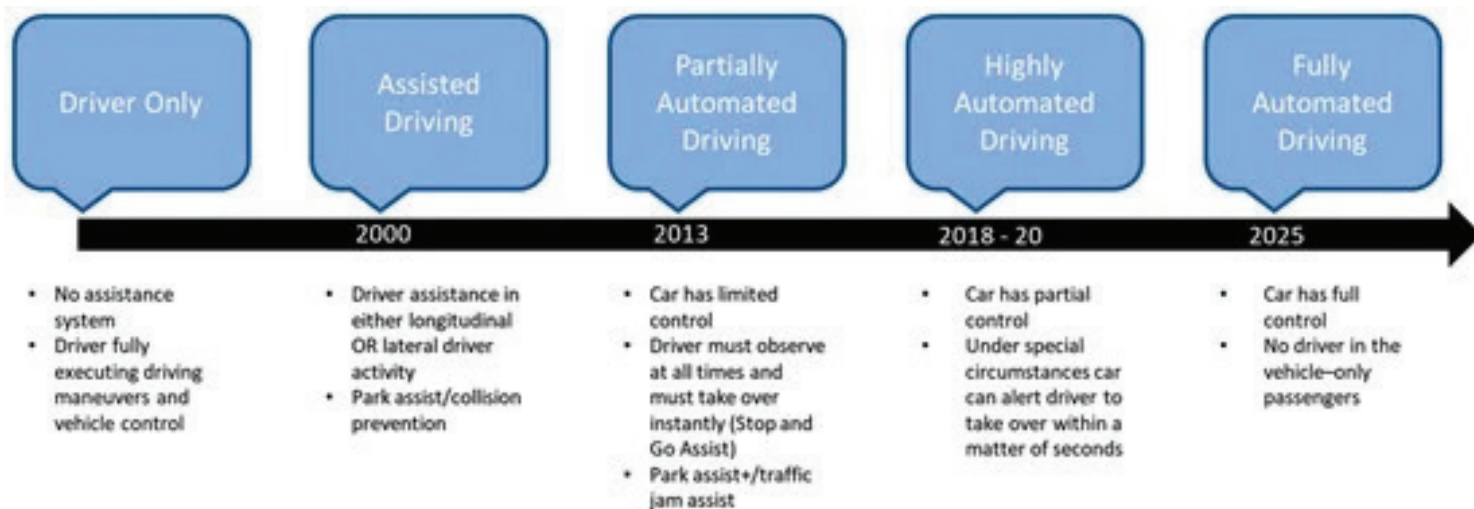 Driver Only
Assisted
Driving
Partially
Automated
Driving
Highly
Automated
Driving
Fully
Automated
Driving
2000
2013
2018 - 20
2025
• No assistance
system
• Driver fully
executing driving
maneuvers and
vehicle control
• Driver assistance in
either longitudinal
OR lateral driver
activity
• Park assist/collision
prevention
• Car has limited
control
• Driver must observe
at all times and
must take over
instantly (Stop and
Go Assist)
• Park assist+/traffic
jam assist
• Car has partial
control
• Under special
circumstances car
can alert driver to
take over within a
matter of seconds
• Car has full
control
• No driver in the
vehicle–only
passengers